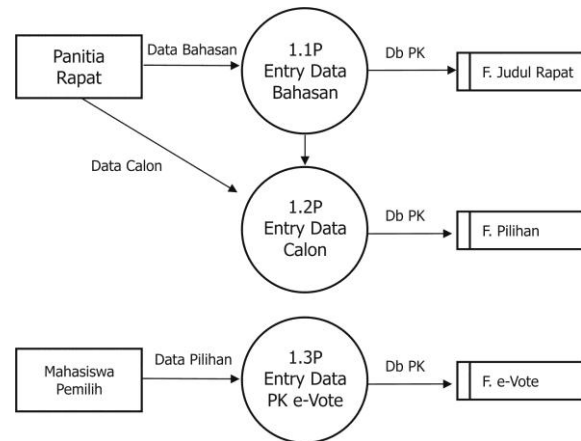 Panitia
Rapat
Data Bahasan
1.1P
Entry Data
Bahasan
Db PK
F. Judul Rapat
Data Calon
1.2P
Entry Data
Calon
Db PK
F. Pilihan
Mahasiswa
Pemilih
Data Pilihan
1.3P
Entry Data
PK e-Vote
Db PK
F. e-Vote